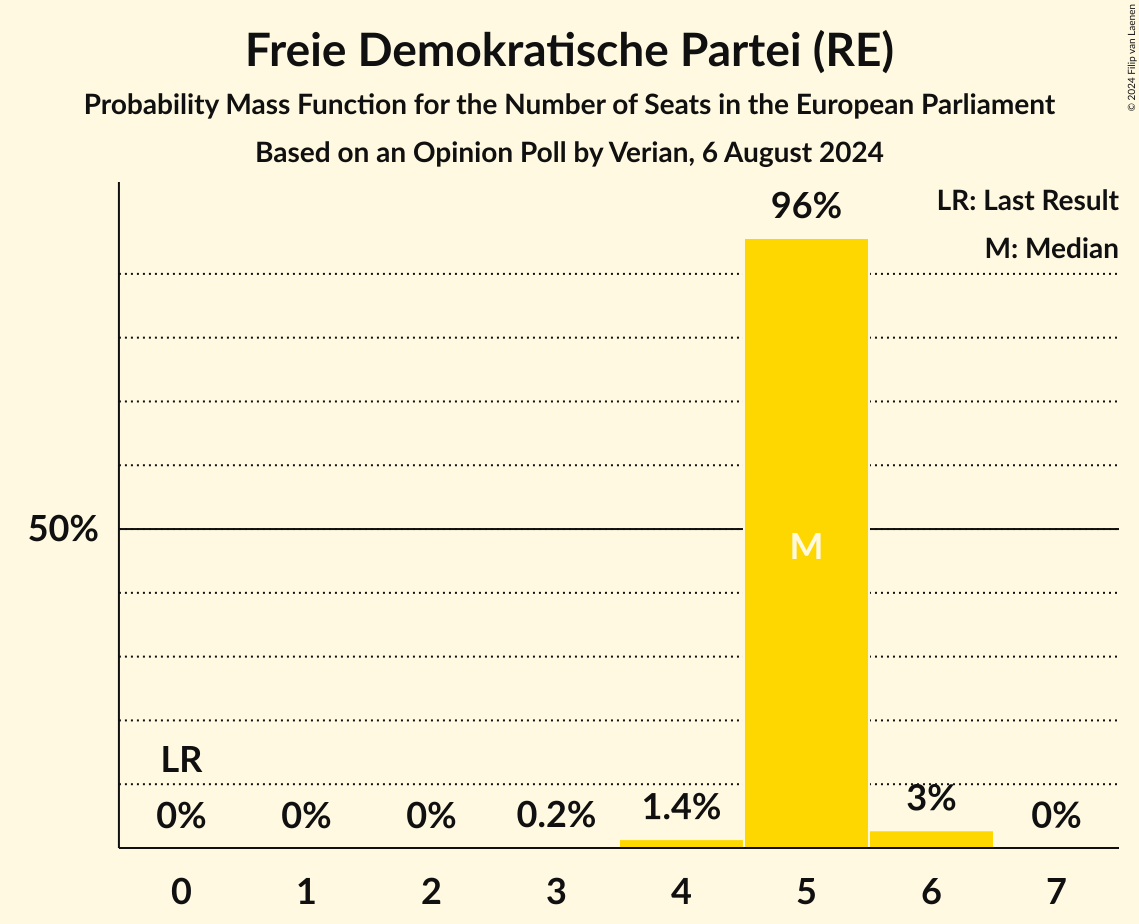 Freie Demokratische Partei (RE)
Probability Mass Function for the Number of Seats in the European Parliament
Based on an Opinion Poll by Verian, 6 August 2024
© 2024 Filip van Laenen
LR: Last Result
M: Median
96%
50%
M
LR
0%
0%
0%
0.2%
1.4%
3%
0%
0
1
2
3
4
5
6
7